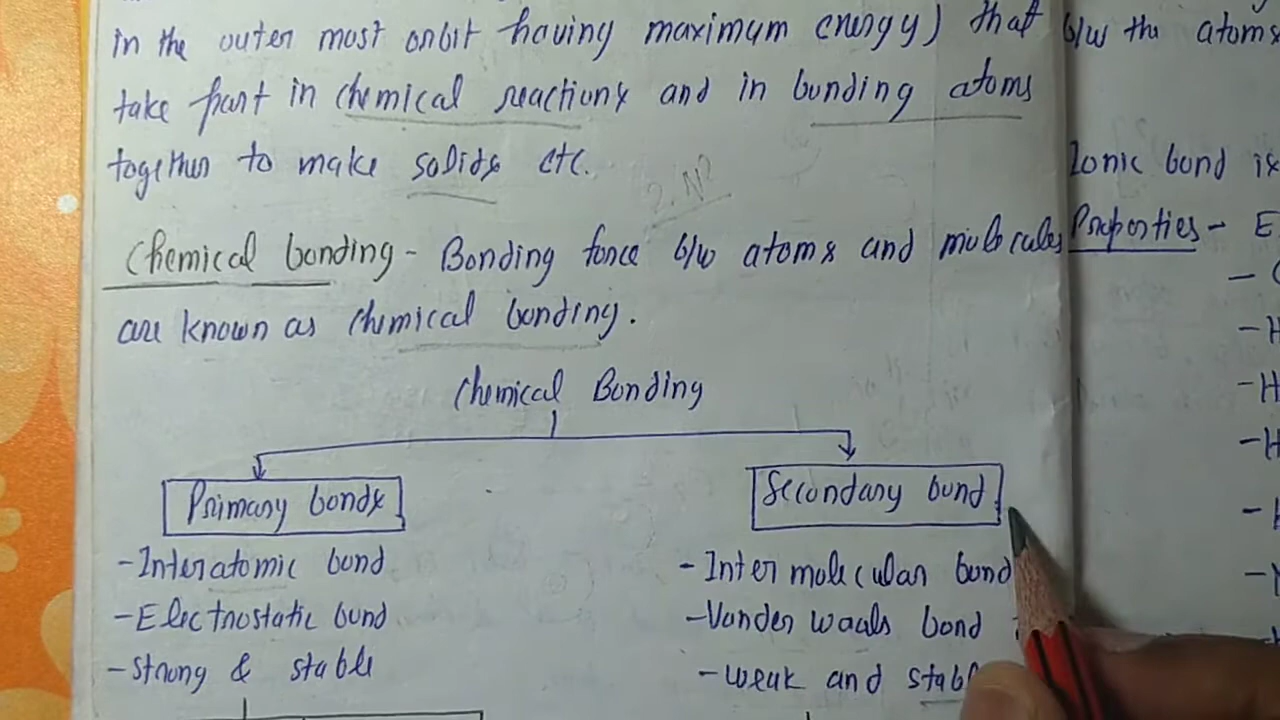 in the outer most orbit having maximum energy) that
take part in chemical reactions and in bonding atoms
together to make solids etc.
Chemical bonding - Bonding force b/w atoms and molecules
are known as chemical bonding.
Chemical Bonding
Primary bonds
- Interatomic bond
- Electrostatic bond
- Strong & stable
Secondary bond
- Inter molecular bond
- Vander waals bond
- Weak and stabl
b/w the atoms
Ionic bond is
Properties - E